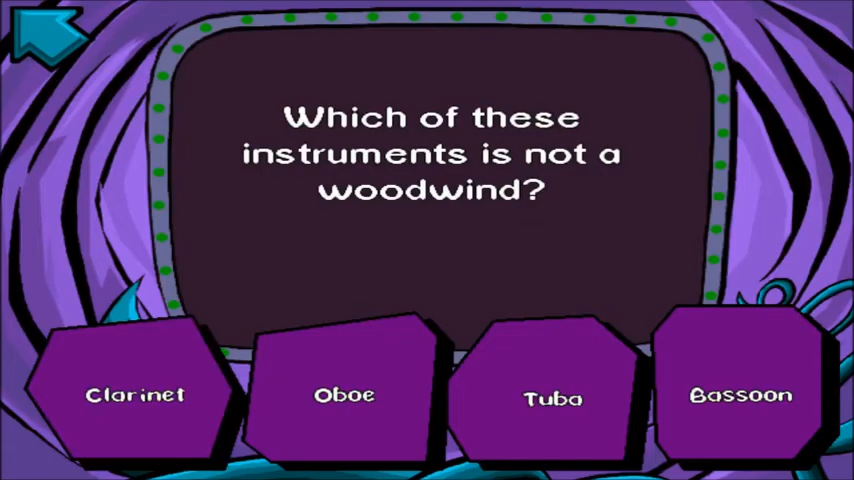 Which of these
instruments is not a
woodwind?
Clarinet
Oboe
Tuba
Bassoon